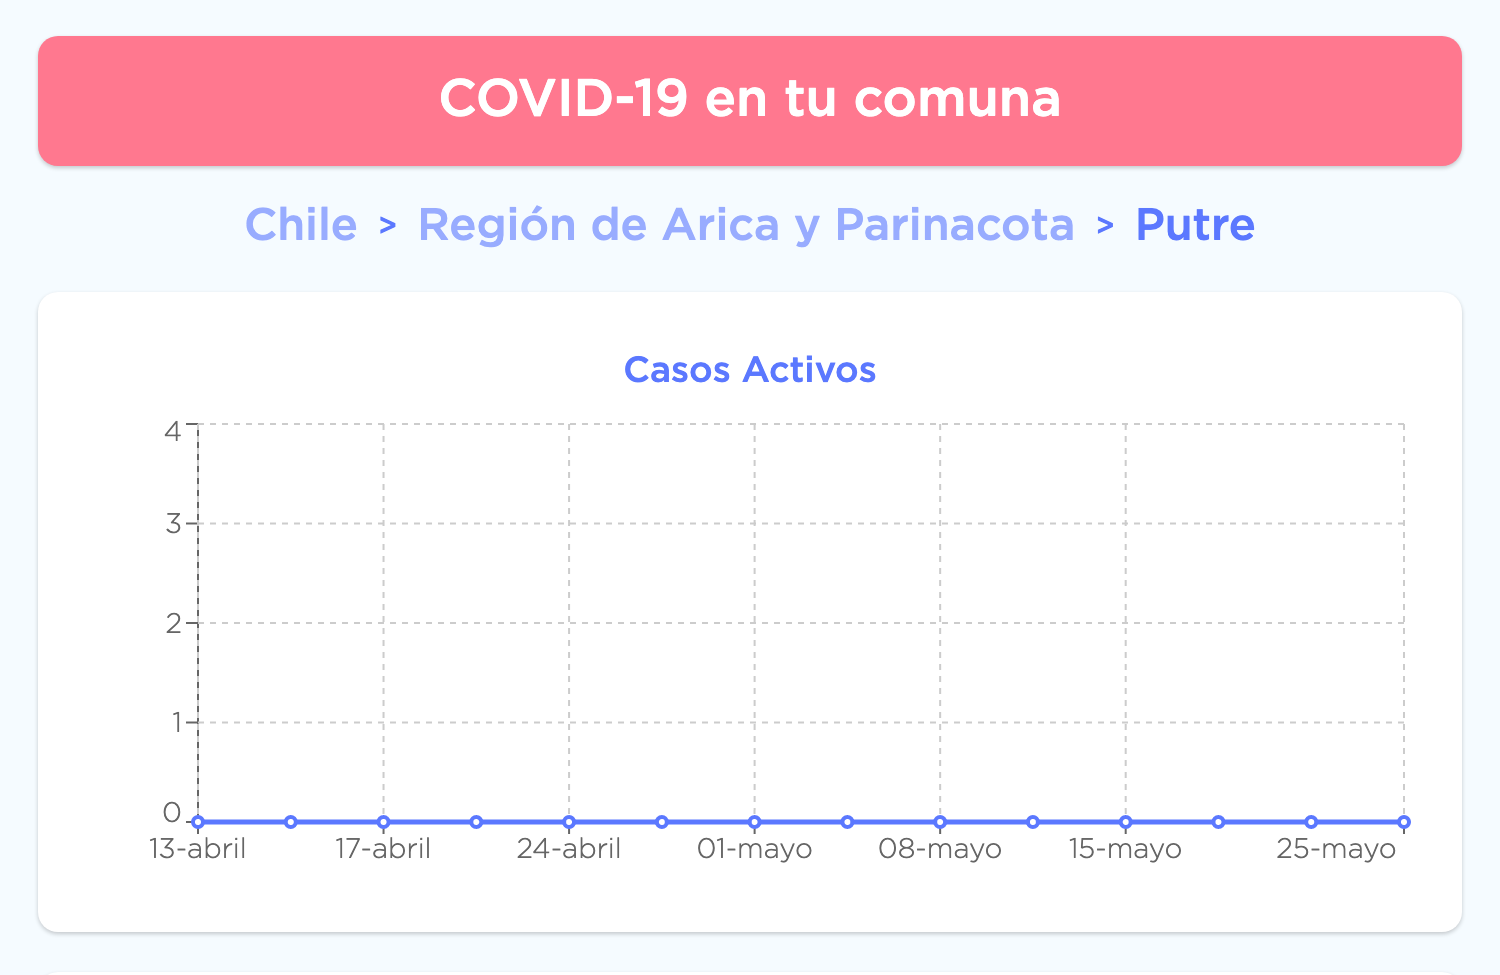 COVID-19 en tu comuna
Chile > Región de Arica y Parinacota > Putre
Casos Activos
4
3
2
1
0
13-abril 17-abril 24-abril 01-mayo 08-mayo 15-mayo 25-mayo